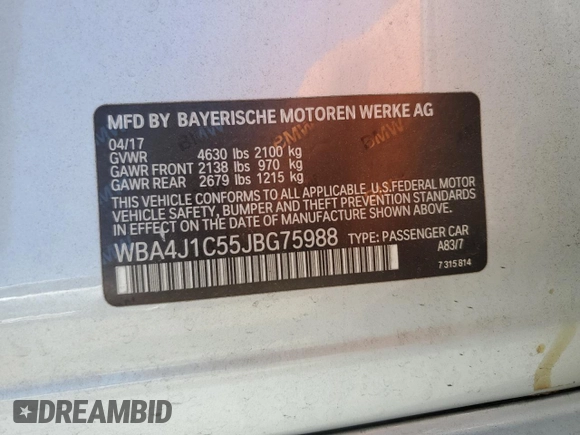 MFD BY BAYERISCHE MOTOREN WERKE AG
04/17
GVWR 4630 lbs 2100 kg
GAWR FRONT 2138 lbs 970 kg
GAWR REAR 2679 lbs 1215 kg
THIS VEHICLE CONFORMS TO ALL APPLICABLE U.S.FEDERAL MOTOR
VEHICLE SAFETY, BUMPER, AND THEFT PREVENTION STANDARDS IN
EFFECT ON THE DATE OF MANUFACTURE SHOWN ABOVE.
WBA4J1C55JBG75988 TYPE: PASSENGER CAR
A83/7
7 315 814
DREAMBID